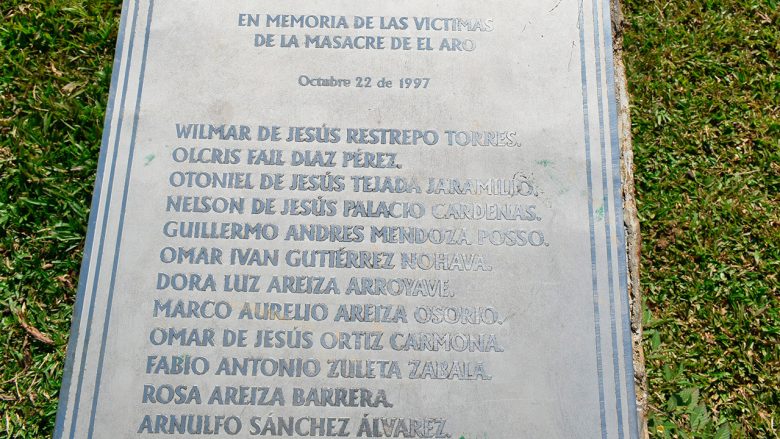 EN MEMORIA DE LAS VICTIMAS
DE LA MASACRE DE EL ARO
Octubre 22 de 1997
WILMAR DE JESÚS RESTREPO TORRES.
OLCRIS FAIL DIAZ PÉREZ.
OTONIEL DE JESÚS TEJADA JARAMILLO.
NELSON DE JESÚS PALACIO CARDENAS.
GUILLERMO ANDRES MENDOZA POSSO.
OMAR IVAN GUTIÉRREZ NOHAVA.
DORA LUZ AREIZA ARROYAVE.
MARCO AURELIO AREIZA OSORIO.
OMAR DE JESÚS ORTIZ CARMONA.
FABIO ANTONIO ZULETA ZABALA.
ROSA AREIZA BARRERA.
ARNULFO SÁNCHEZ ÁLVAREZ.